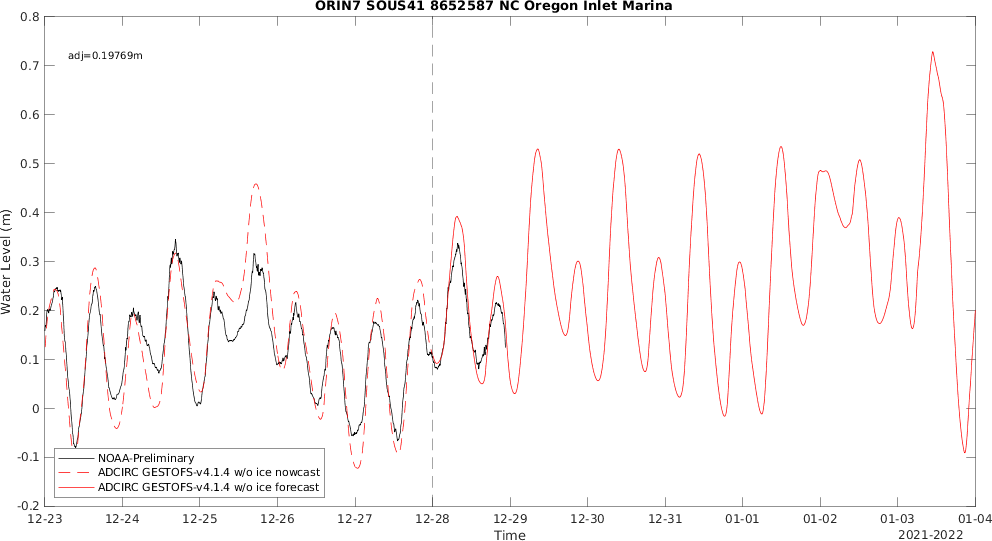 ORIN7 SOUS41 8652587 NC Oregon Inlet Marina
adj=0.19769m
0.8
0.7
0.6
0.5
0.4
0.3
0.2
0.1
0
-0.1
-0.2
Water Level (m)
NOAA-Preliminary
ADCIRC GESTOFS-v4.1.4 w/o ice nowcast
ADCIRC GESTOFS-v4.1.4 w/o ice forecast
12-23 12-24 12-25 12-26 12-27 12-28 12-29 12-30 12-31 01-01 01-02 01-03 01-04
Time
2021-2022